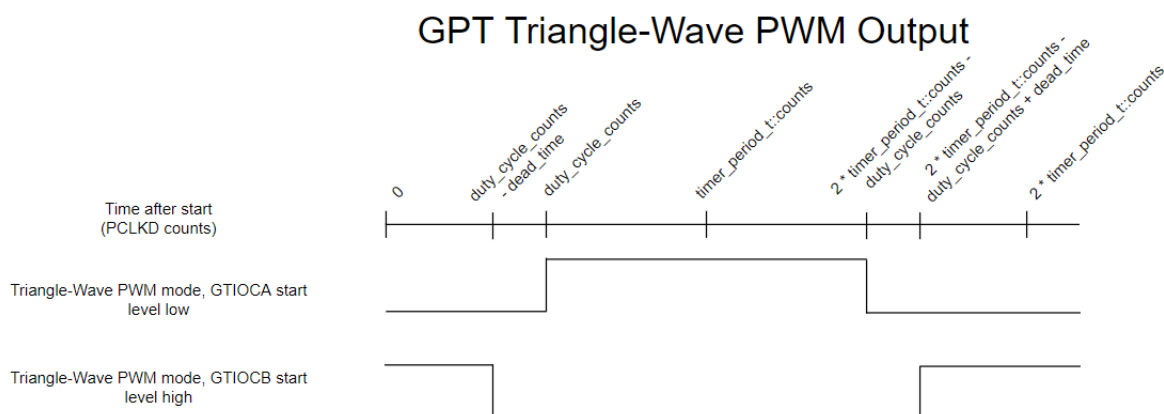 GPT Triangle-Wave PWM Output
0
duty_cycle_counts
- dead_time
duty_cycle_counts
timer_period_t::counts
2 * timer_period_t::counts -
duty_cycle_counts
2 * timer_period_t::counts -
duty_cycle_counts + dead_time
2 * timer_period_t::counts
Time after start
(PCLKD counts)
Triangle-Wave PWM mode, GTIOCA start
level low
Triangle-Wave PWM mode, GTIOCB start
level high